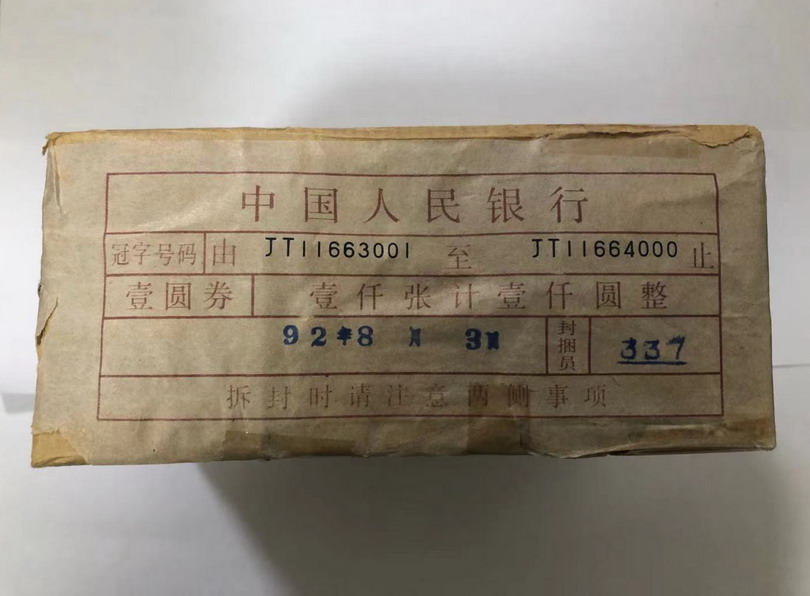 中国人民银行
冠字号码 由 JT11663001 至 JT11664000 止
壹圆券 壹仟张计壹仟圆整
92年8月3日 封捆员 337
拆封时请注意两侧事项